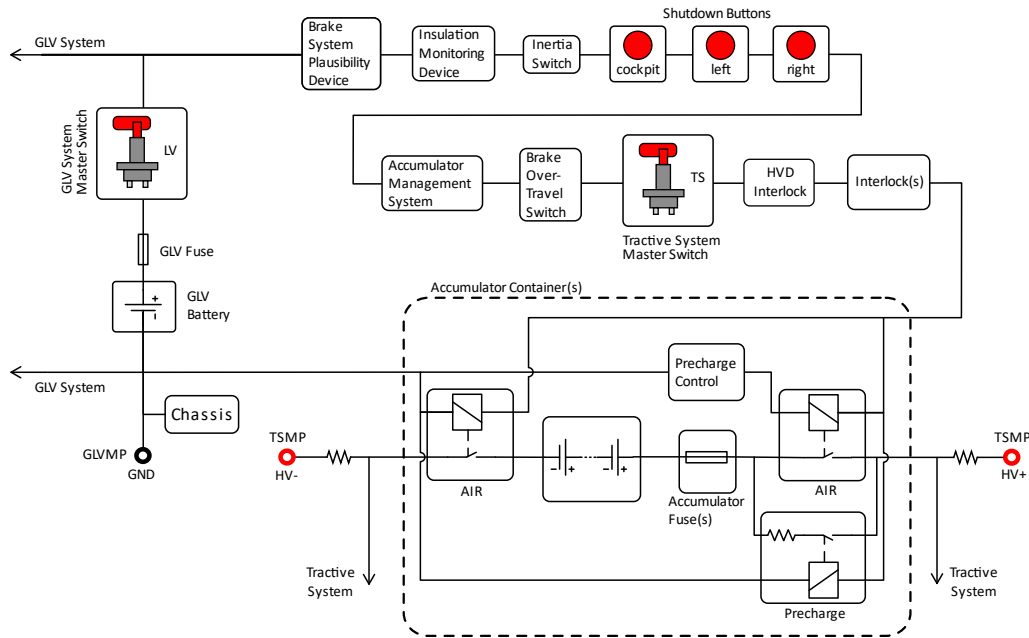 Shutdown Buttons
GLV System
Brake
System
Plausibility
Device
Insulation
Monitoring
Device
Inertia
Switch
cockpit
left
right
GLV System
Master Switch
LV
Accumulator
Management
System
Brake
Over-
Travel
Switch
TS
HVD
Interlock
Interlock(s)
Tractive System
Master Switch
GLV Fuse
GLV
Battery
+
-
Accumulator Container(s)
GLV System
Precharge
Control
Chassis
GLVMP
GND
TSMP
HV-
AIR
-
+
-
+
Accumulator
Fuse(s)
AIR
TSMP
HV+
Tractive
System
Precharge
Tractive
System